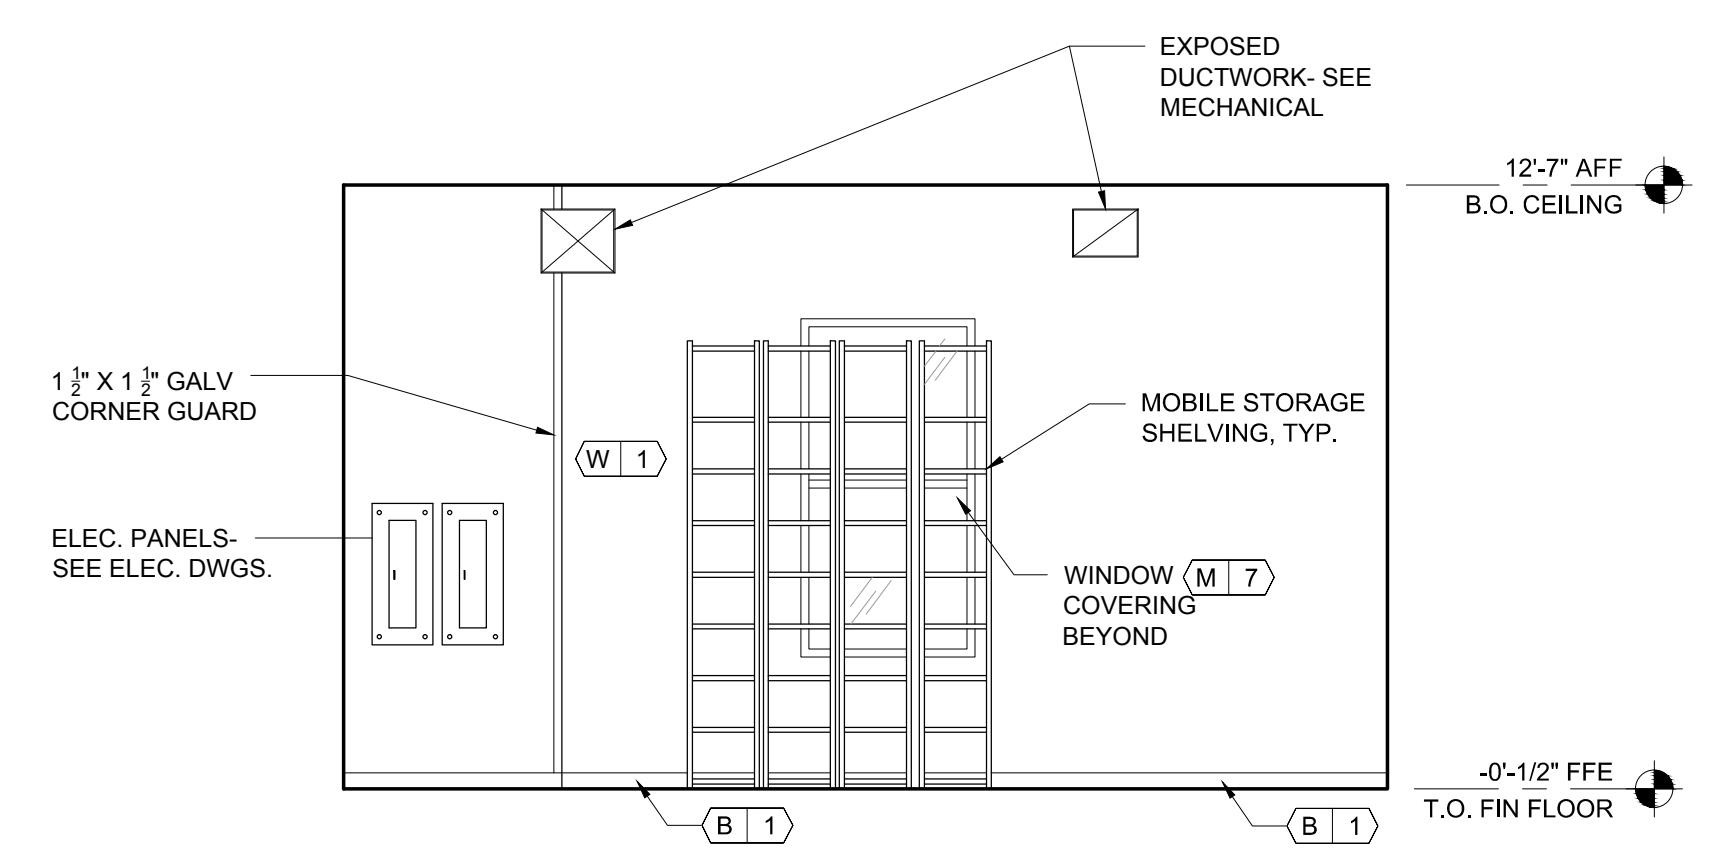 EXPOSED
DUCTWORK- SEE
MECHANICAL
12'-7" AFF
B.O. CEILING
1 1/2" X 1 1/2" GALV
CORNER GUARD
W 1
MOBILE STORAGE
SHELVING, TYP.
ELEC. PANELS-
SEE ELEC. DWGS.
WINDOW
COVERING
BEYOND
M 7
-0'-1/2" FFE
T.O. FIN FLOOR
B 1
B 1